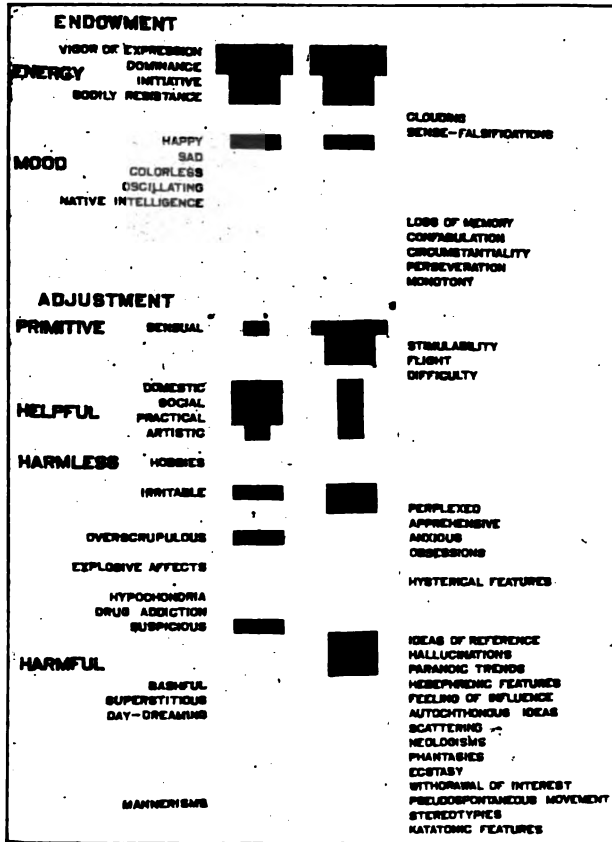 ENDOWMENT
VIGOR OF EXPRESSION
DOMINANCE
ENERGY INITIATIVE
BODILY RESISTANCE
CLOUDING
HAPPY SENSE-FALSIFICATIONS
MOOD SAD
COLORLESS
OSCILLATING
NATIVE INTELLIGENCE
LOSS OF MEMORY
CONFABULATION
CIRCUMSTANTIALITY
PERSEVERATION
MONOTONY
ADJUSTMENT
PRIMITIVE SENSUAL
STIMULABILITY
FLIGHT
DIFFICULTY
DOMESTIC
SOCIAL
HELPFUL PRACTICAL
ARTISTIC
HARMLESS HOBBIES
IRRITABLE
PERPLEXED
APPREHENSIVE
OVERSCRUPULOUS ANXIOUS
OBSESSIONS
EXPLOSIVE AFFECTS
HYSTERICAL FEATURES
HYPOCHONDRIA
DRUG ADDICTION
SUSPICIOUS
IDEAS OF REFERENCE
HALLUCINATIONS
HARMFUL PARANOIC TRENDS
BASHFUL HEBEPHRENIC FEATURES
SUPERSTITIOUS FEELING OF INFLUENCE
DAY-DREAMING AUTOCHTHONOUS IDEAS
SCATTERING
NEOLOGISMS
PHANTASIES
ECSTASY
WITHDRAWAL OF INTEREST
MANNERISMS PSEUDOSPONTANEOUS MOVEMENT
STEREOTYPIES
KATATONIC FEATURES